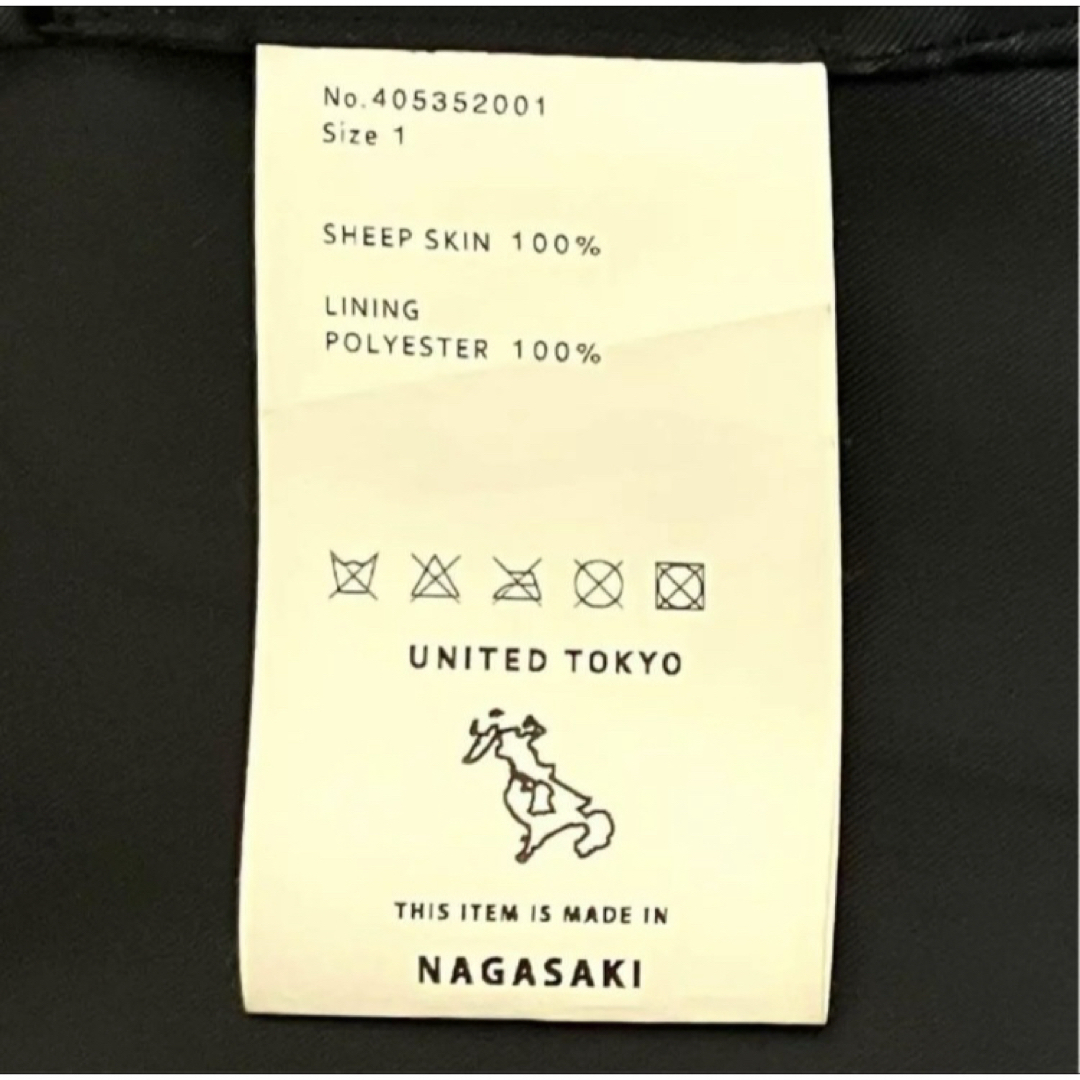 No.405352001
Size 1
SHEEP SKIN 100%
LINING
POLYESTER 100%
UNITED TOKYO
THIS ITEM IS MADE IN
NAGASAKI